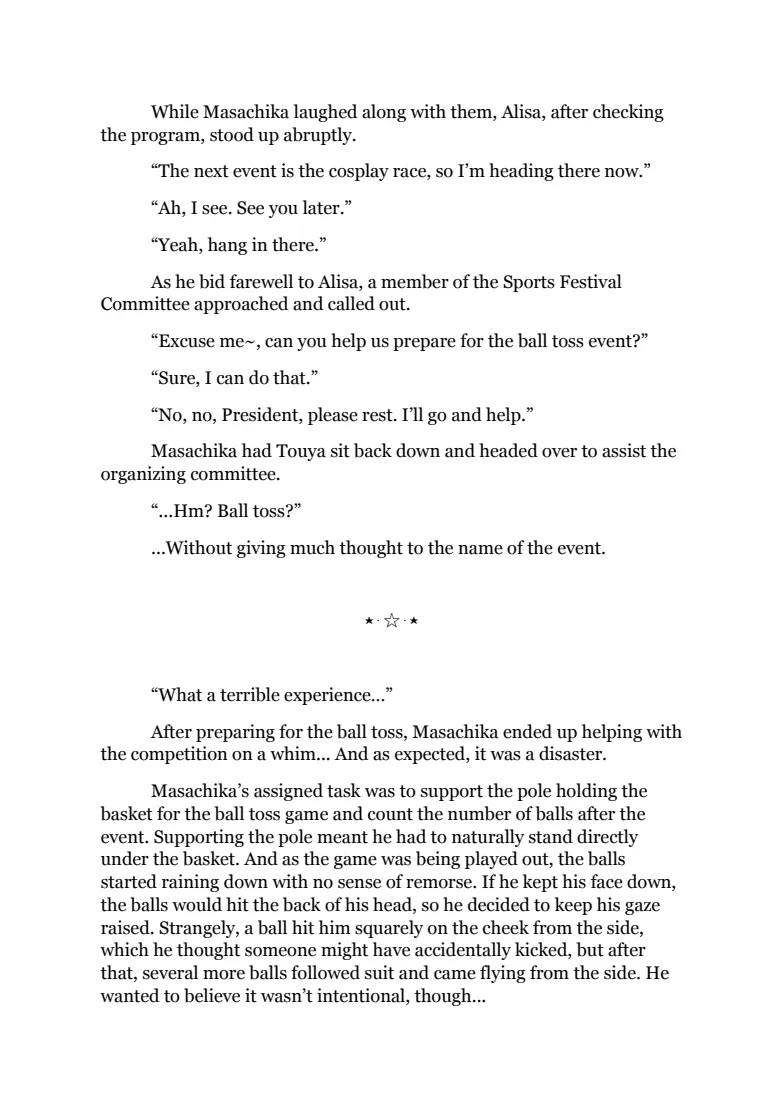 While Masachika laughed along with them, Alisa, after checking
the program, stood up abruptly.
“The next event is the cosplay race, so I’m heading there now.”
“Ah, I see. See you later.”
“Yeah, hang in there.”
As he bid farewell to Alisa, a member of the Sports Festival
Committee approached and called out.
“Excuse me~, can you help us prepare for the ball toss event?”
“Sure, I can do that.”
“No, no, President, please rest. I’ll go and help.”
Masachika had Touya sit back down and headed over to assist the
organizing committee.
“...Hm? Ball toss?”
...Without giving much thought to the name of the event.
★·☆·★
“What a terrible experience...”
After preparing for the ball toss, Masachika ended up helping with
the competition on a whim... And as expected, it was a disaster.
Masachika’s assigned task was to support the pole holding the
basket for the ball toss game and count the number of balls after the
event. Supporting the pole meant he had to naturally stand directly
under the basket. And as the game was being played out, the balls
started raining down with no sense of remorse. If he kept his face down,
the balls would hit the back of his head, so he decided to keep his gaze
raised. Strangely, a ball hit him squarely on the cheek from the side,
which he thought someone might have accidentally kicked, but after
that, several more balls followed suit and came flying from the side. He
wanted to believe it wasn’t intentional, though...